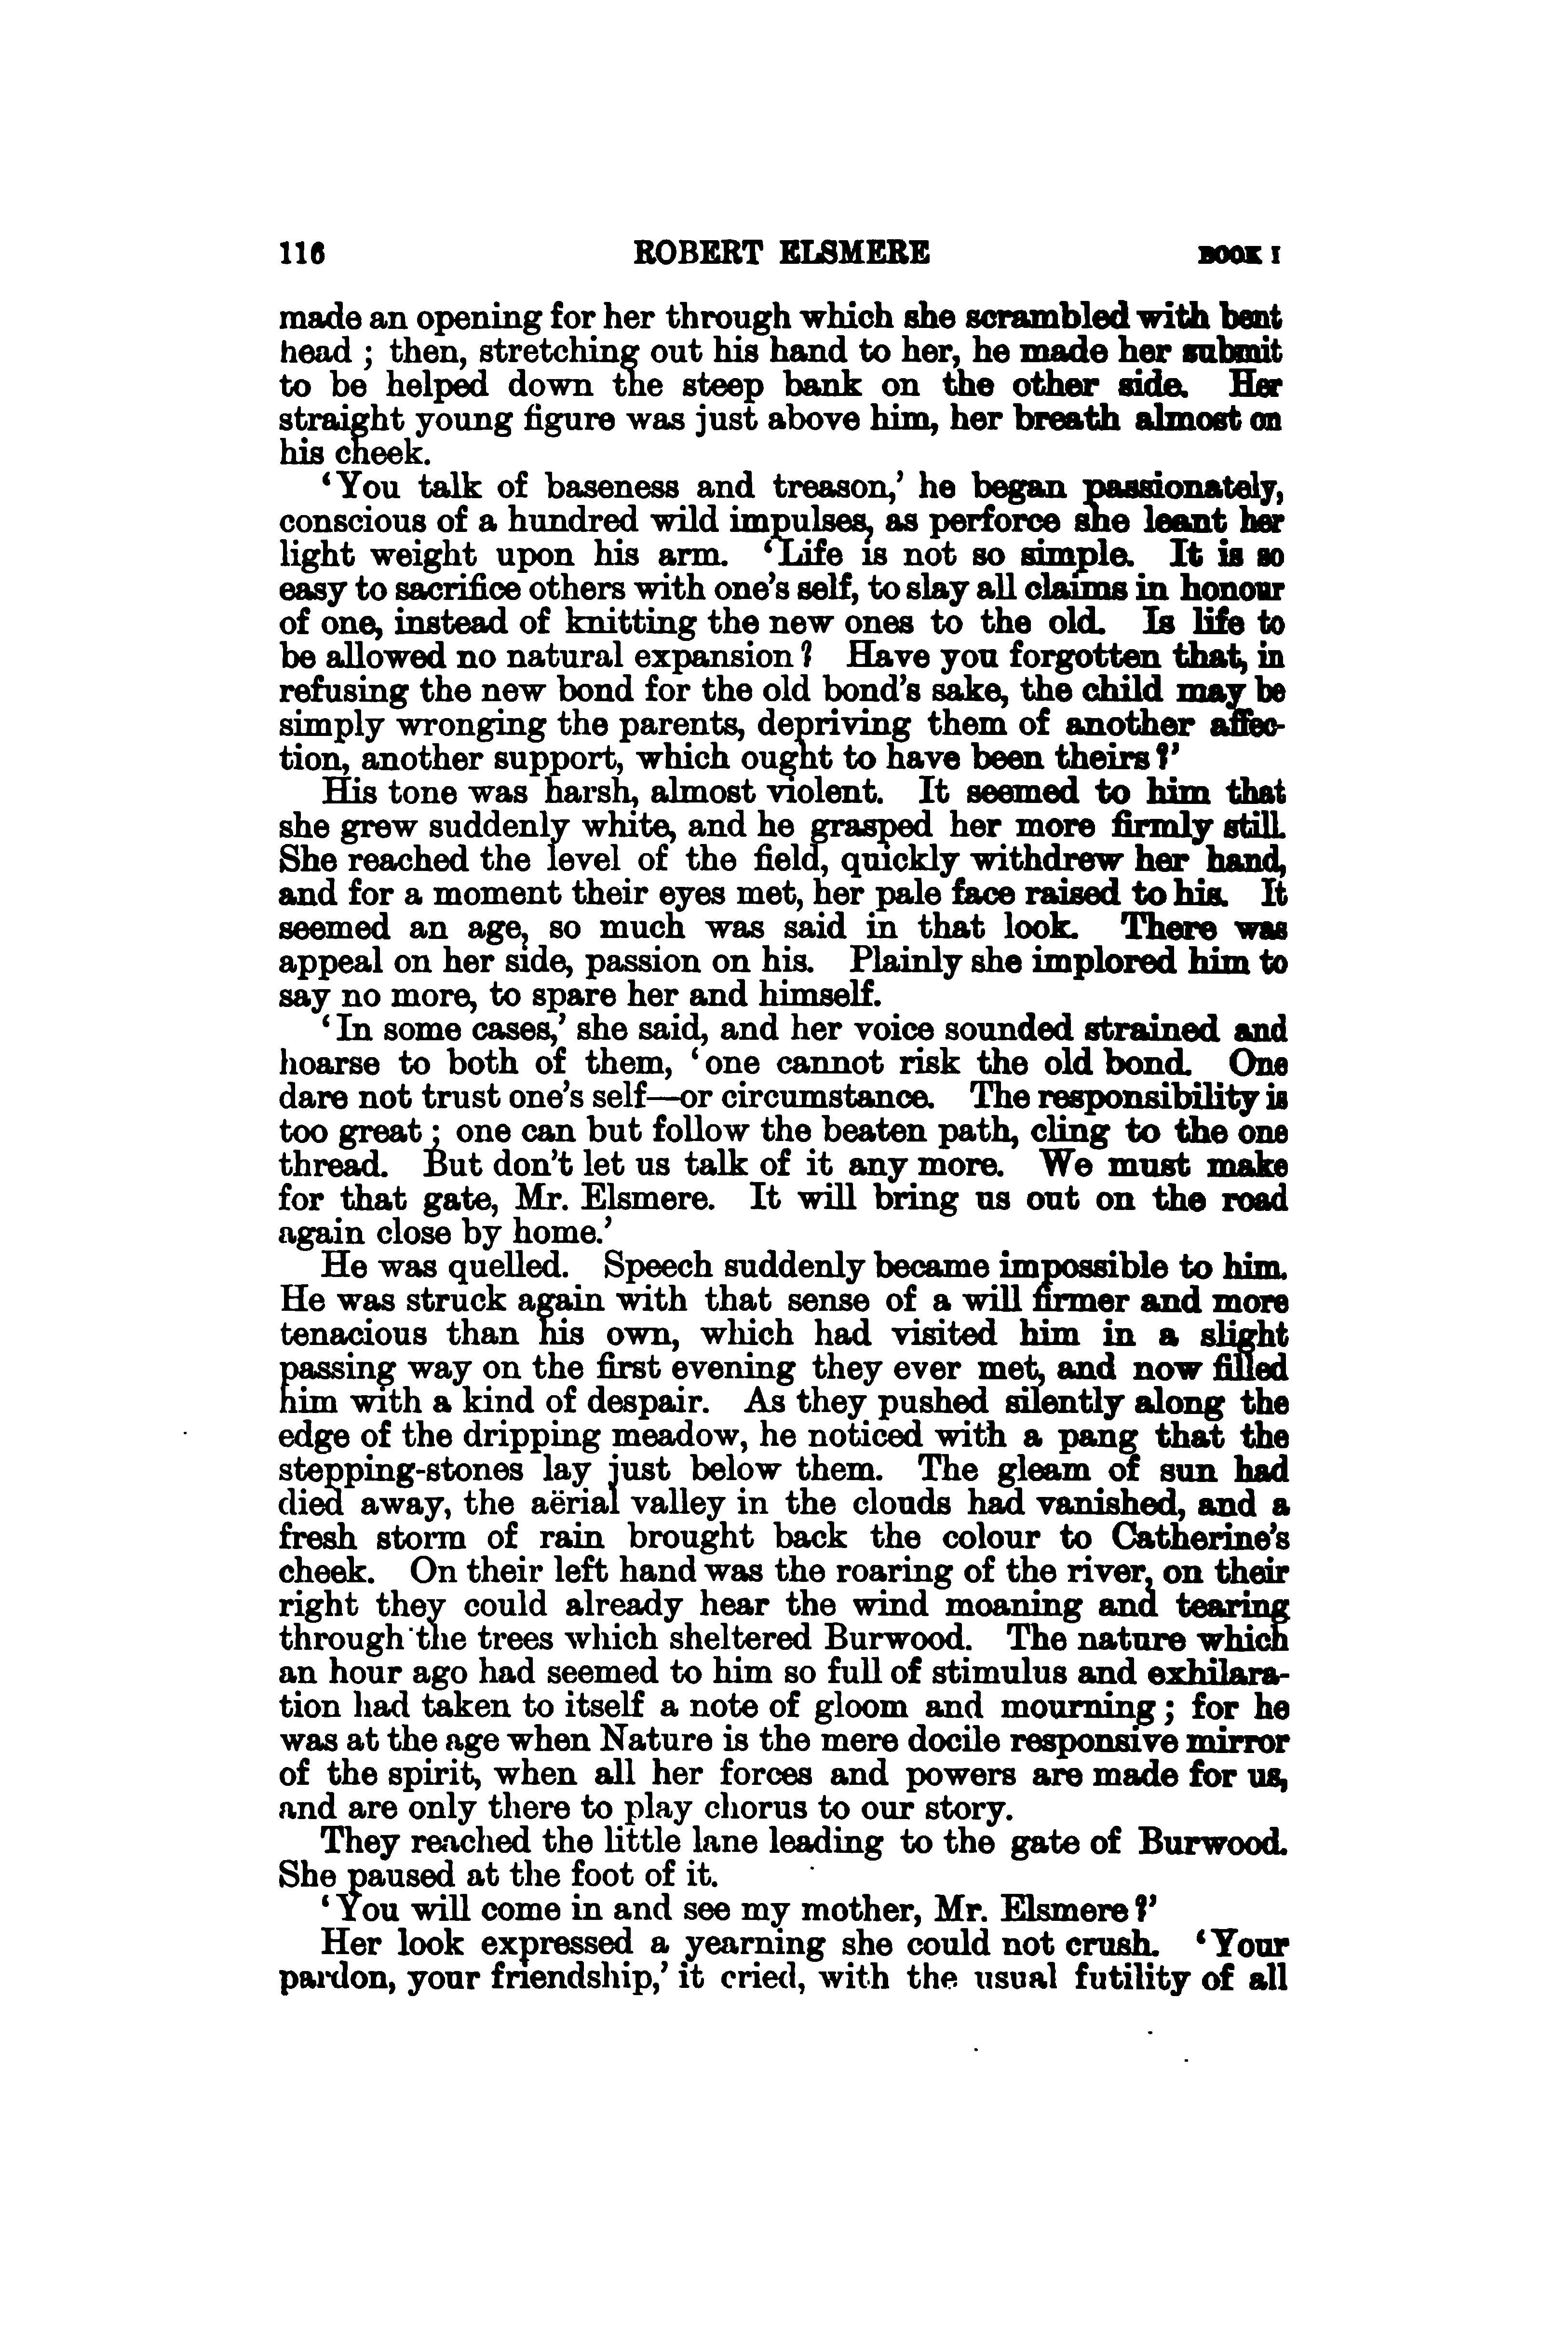 116 ROBERT ELSMERE BOOK I
made an opening for her through which she scrambled with bent
head ; then, stretching out his hand to her, he made her submit
to be helped down the steep bank on the other side. Her
straight young figure was just above him, her breath almost on
his cheek.
‘You talk of baseness and treason,’ he began passionately,
conscious of a hundred wild impulses, as perforce she leant her
light weight upon his arm. ‘Life is not so simple. It is so
easy to sacrifice others with one’s self, to slay all claims in honour
of one, instead of knitting the new ones to the old. Is life to
be allowed no natural expansion ? Have you forgotten that, in
refusing the new bond for the old bond’s sake, the child may be
simply wronging the parents, depriving them of another affec-
tion, another support, which ought to have been theirs ?’
His tone was harsh, almost violent. It seemed to him that
she grew suddenly white, and he grasped her more firmly still.
She reached the level of the field, quickly withdrew her hand,
and for a moment their eyes met, her pale face raised to his. It
seemed an age, so much was said in that look. There was
appeal on her side, passion on his. Plainly she implored him to
say no more, to spare her and himself.
‘In some cases,’ she said, and her voice sounded strained and
hoarse to both of them, ‘one cannot risk the old bond. One
dare not trust one’s self—or circumstance. The responsibility is
too great ; one can but follow the beaten path, cling to the one
thread. But don’t let us talk of it any more. We must make
for that gate, Mr. Elsmere. It will bring us out on the road
again close by home.’
He was quelled. Speech suddenly became impossible to him.
He was struck again with that sense of a will firmer and more
tenacious than his own, which had visited him in a slight
passing way on the first evening they ever met, and now filled
him with a kind of despair. As they pushed silently along the
edge of the dripping meadow, he noticed with a pang that the
stepping-stones lay just below them. The gleam of sun had
died away, the aërial valley in the clouds had vanished, and a
fresh storm of rain brought back the colour to Catherine’s
cheek. On their left hand was the roaring of the river, on their
right they could already hear the wind moaning and tearing
through the trees which sheltered Burwood. The nature which
an hour ago had seemed to him so full of stimulus and exhilara-
tion had taken to itself a note of gloom and mourning ; for he
was at the age when Nature is the mere docile responsive mirror
of the spirit, when all her forces and powers are made for us,
and are only there to play chorus to our story.
They reached the little lane leading to the gate of Burwood.
She paused at the foot of it.
‘You will come in and see my mother, Mr. Elsmere ?’
Her look expressed a yearning she could not crush. ‘Your
pardon, your friendship,’ it cried, with the usual futility of all